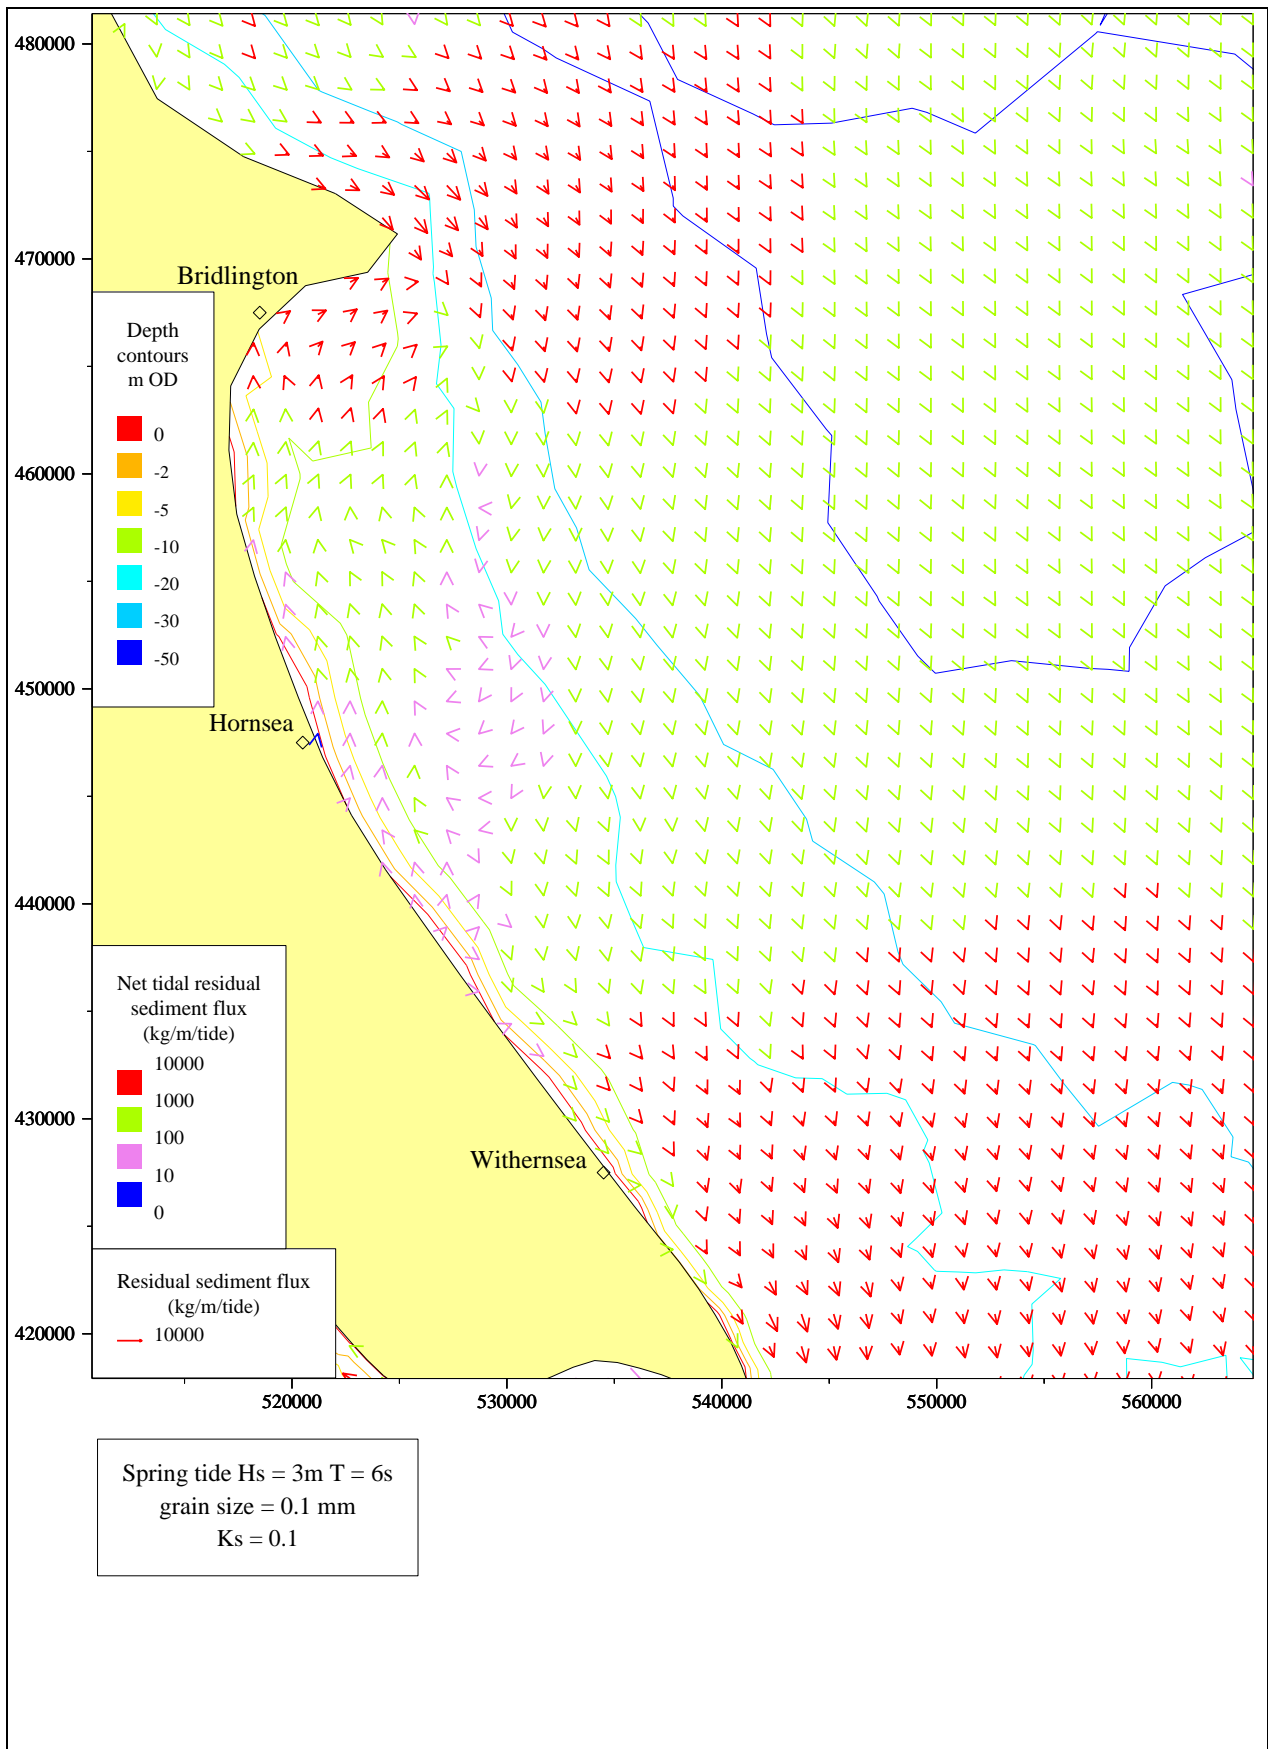 480000
470000
460000
450000
440000
430000
420000
Bridlington
Depth
contours
m OD
0
-2
-5
-10
-20
-30
-50
Hornsea
Net tidal residual
sediment flux
(kg/m/tide)
10000
1000
100
10
0
Withernsea
Residual sediment flux
(kg/m/tide)
10000
520000 530000 540000 550000 560000
Spring tide Hs = 3m T = 6s
grain size = 0.1 mm
Ks = 0.1